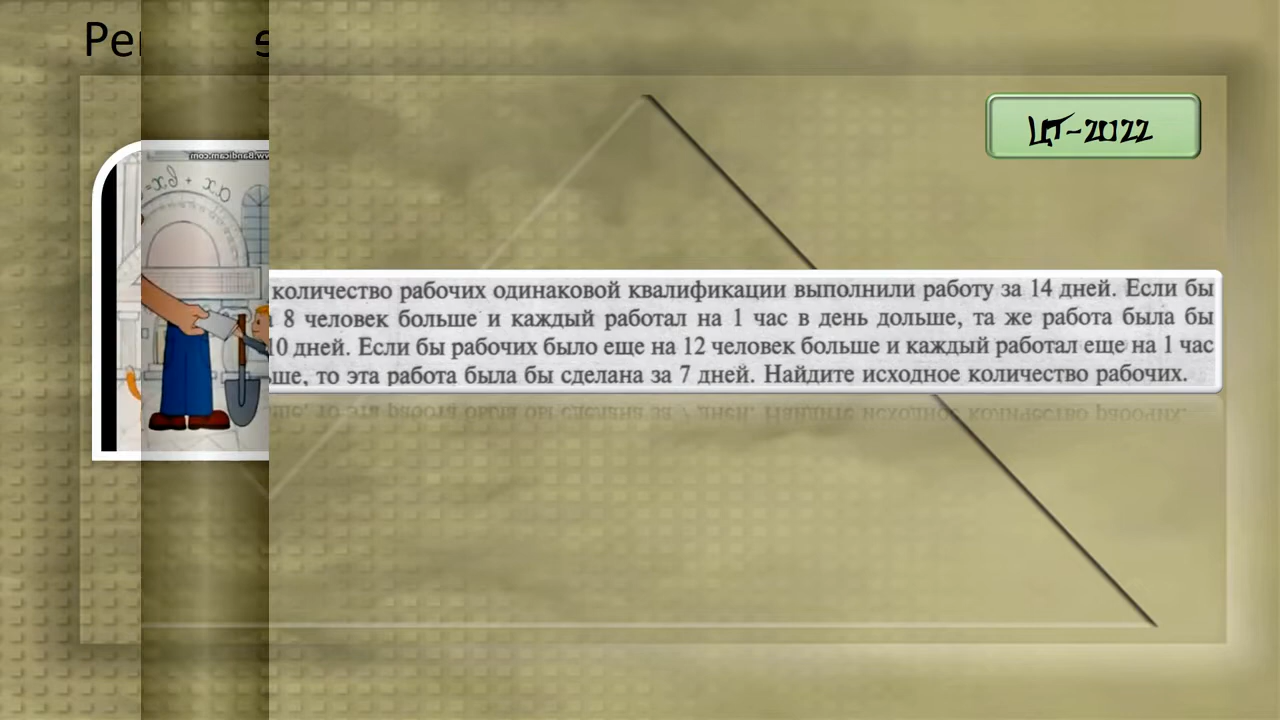 ЦТ-2022
количество рабочих одинаковой квалификации выполнили работу за 14 дней. Если бы
8 человек больше и каждый работал на 1 час в день дольше, та же работа была бы
10 дней. Если бы рабочих было еще на 12 человек больше и каждый работал еще на 1 час
то эта работа была бы сделана за 7 дней. Найдите исходное количество рабочих.